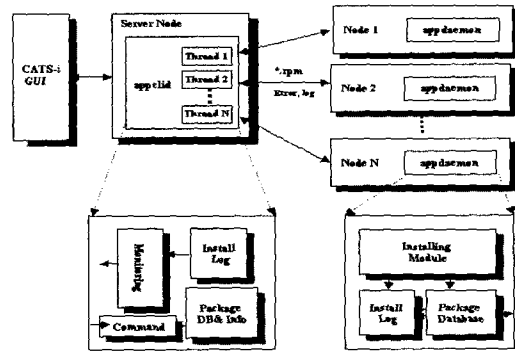 CATS-i
GUI
Server Node
appclid
Thread 1
Thread 2
Thread N
*.rpm
Error, log
Node 1
appdaemon
Node 2
appdaemon
Node N
appdaemon
Monitoring
Install
Log
Command
Package
DB& Info
Installing
Module
Install
Log
Package
Database